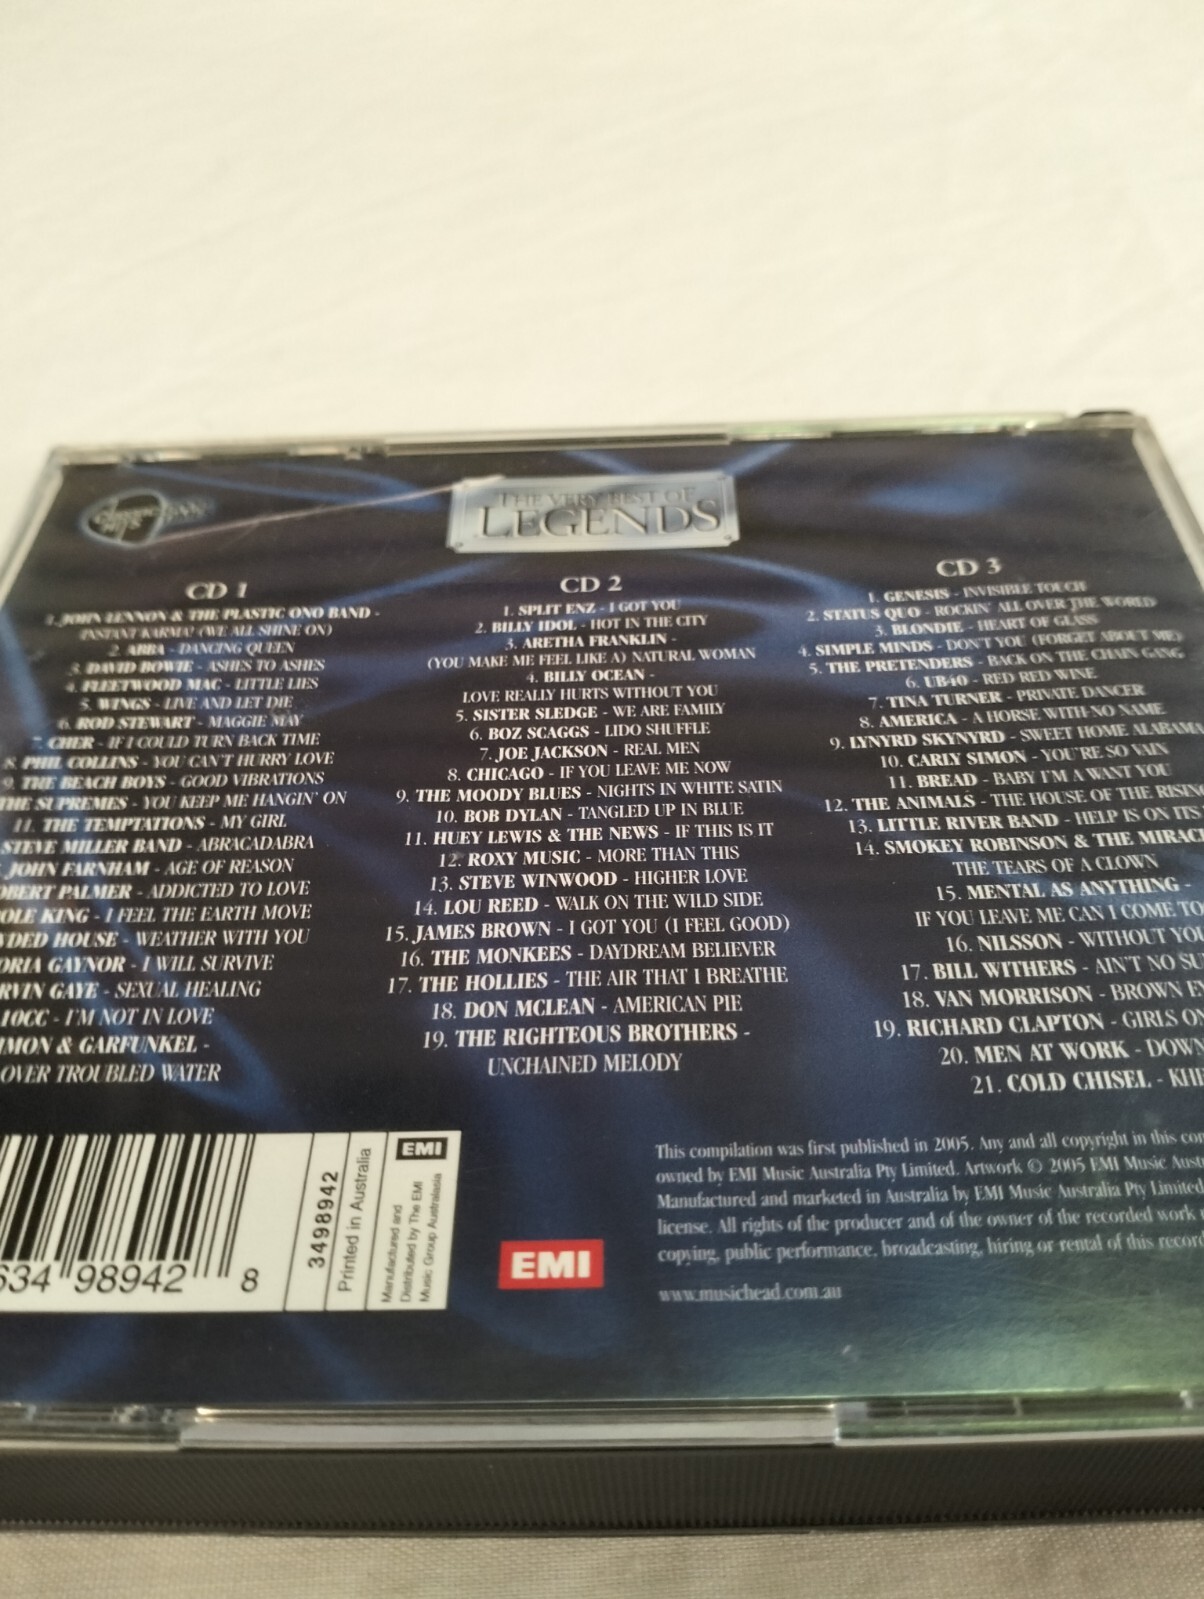 THE VERY BEST OF
LEGENDS
CD 1
1. JOHN LENNON & THE PLASTIC ONO BAND -
INSTANT KARMA! (WE ALL SHINE ON)
2. ABBA - DANCING QUEEN
3. DAVID BOWIE - ASHES TO ASHES
4. FLEETWOOD MAC - LITTLE LIES
5. WINGS - LIVE AND LET DIE
6. ROD STEWART - MAGGIE MAY
7. CHER - IF I COULD TURN BACK TIME
8. PHIL COLLINS - YOU CAN'T HURRY LOVE
9. THE BEACH BOYS - GOOD VIBRATIONS
THE SUPREMES - YOU KEEP ME HANGIN' ON
11. THE TEMPTATIONS - MY GIRL
STEVE MILLER BAND - ABRACADABRA
JOHN FARNHAM - AGE OF REASON
OBERT PALMER - ADDICTED TO LOVE
OLE KING - I FEEL THE EARTH MOVE
DED HOUSE - WEATHER WITH YOU
ORIA GAYNOR - I WILL SURVIVE
RVIN GAYE - SEXUAL HEALING
10CC - I'M NOT IN LOVE
MON & GARFUNKEL -
OVER TROUBLED WATER
CD 2
1. SPLIT ENZ - I GOT YOU
2. BILLY IDOL - HOT IN THE CITY
3. ARETHA FRANKLIN -
(YOU MAKE ME FEEL LIKE A) NATURAL WOMAN
4. BILLY OCEAN -
LOVE REALLY HURTS WITHOUT YOU
5. SISTER SLEDGE - WE ARE FAMILY
6. BOZ SCAGGS - LIDO SHUFFLE
7. JOE JACKSON - REAL MEN
8. CHICAGO - IF YOU LEAVE ME NOW
9. THE MOODY BLUES - NIGHTS IN WHITE SATIN
10. BOB DYLAN - TANGLED UP IN BLUE
11. HUEY LEWIS & THE NEWS - IF THIS IS IT
12. ROXY MUSIC - MORE THAN THIS
13. STEVE WINWOOD - HIGHER LOVE
14. LOU REED - WALK ON THE WILD SIDE
15. JAMES BROWN - I GOT YOU (I FEEL GOOD)
16. THE MONKEES - DAYDREAM BELIEVER
17. THE HOLLIES - THE AIR THAT I BREATHE
18. DON MCLEAN - AMERICAN PIE
19. THE RIGHTEOUS BROTHERS -
UNCHAINED MELODY
CD 3
1. GENESIS - INVISIBLE TOUCH
2. STATUS QUO - ROCKIN' ALL OVER THE WORLD
3. BLONDIE - HEART OF GLASS
4. SIMPLE MINDS - DON'T YOU (FORGET ABOUT ME)
5. THE PRETENDERS - BACK ON THE CHAIN GANG
6. UB40 - RED RED WINE
7. TINA TURNER - PRIVATE DANCER
8. AMERICA - A HORSE WITH NO NAME
9. LYNYRD SKYNYRD - SWEET HOME ALABAMA
10. CARLY SIMON - YOU'RE SO VAIN
11. BREAD - BABY I'M A WANT YOU
12. THE ANIMALS - THE HOUSE OF THE RISIN
13. LITTLE RIVER BAND - HELP IS ON ITS
14. SMOKEY ROBINSON & THE MIRAC
THE TEARS OF A CLOWN
15. MENTAL AS ANYTHING -
IF YOU LEAVE ME CAN I COME TO
16. NILSSON - WITHOUT YOU
17. BILL WITHERS - AIN'T NO SU
18. VAN MORRISON - BROWN E
19. RICHARD CLAPTON - GIRLS ON
20. MEN AT WORK - DOWN
21. COLD CHISEL - KHE
634 98942 8
3498942
Printed in Australia
EMI
Manufactured and
Distributed by The EMI
Music Group Australasia
EMI
This compilation was first published in 2005. Any and all copyright in this co
owned by EMI Music Australia Pty Limited. Artwork © 2005 EMI Music Aust
Manufactured and marketed in Australia by EMI Music Australia Pty Limited
license. All rights of the producer and of the owner of the recorded work
copying, public performance, broadcasting, hiring or rental of this record
www.musichead.com.au